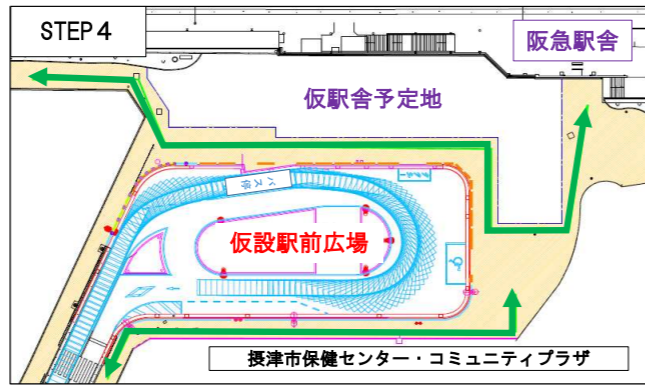 STEP４
阪急駅舎
仮駅舎予定地
バス停
仮設駅前広場
摂津市保健センター・コミュニティプラザ